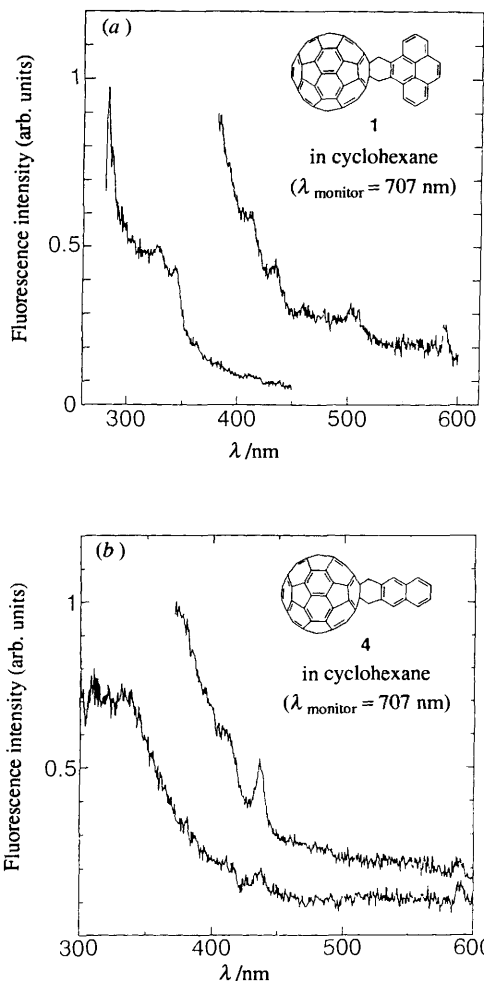 (a)
1
in cyclohexane
(λ monitor = 707 nm)
Fluorescence intensity (arb. units)
1
0.5
0
300
400
500
600
λ /nm
(b)
4
in cyclohexane
(λ monitor = 707 nm)
Fluorescence intensity (arb. units)
1
0.5
0
300
400
500
600
λ /nm